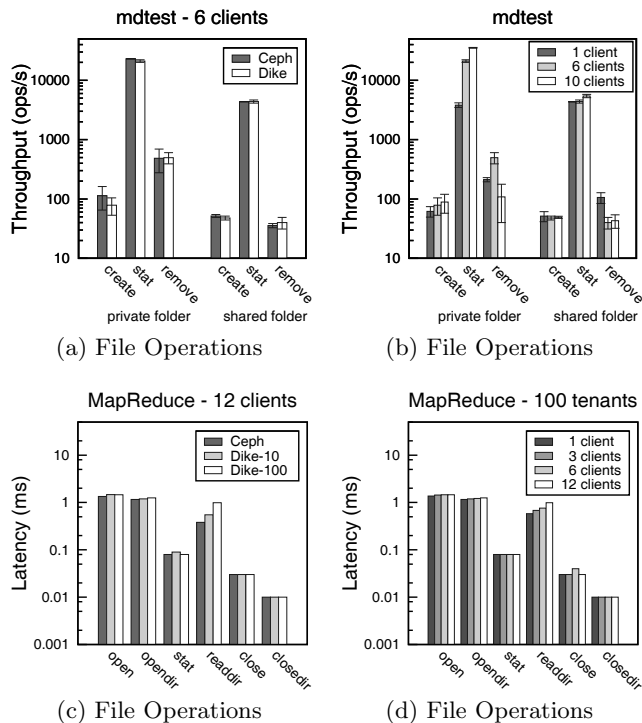 mdtest - 6 clients
Throughput (ops/s)
10000
1000
100
10
Ceph
Dike
create
stat
remove
create
stat
remove
private folder
shared folder
(a) File Operations
mdtest
Throughput (ops/s)
10000
1000
100
10
1 client
6 clients
10 clients
create
stat
remove
create
stat
remove
private folder
shared folder
(b) File Operations
MapReduce - 12 clients
Latency (ms)
10
1
0.1
0.01
0.001
Ceph
Dike-10
Dike-100
open
opendir
stat
readdir
close
closedir
(c) File Operations
MapReduce - 100 tenants
Latency (ms)
10
1
0.1
0.01
0.001
1 client
3 clients
6 clients
12 clients
open
opendir
stat
readdir
close
closedir
(d) File Operations